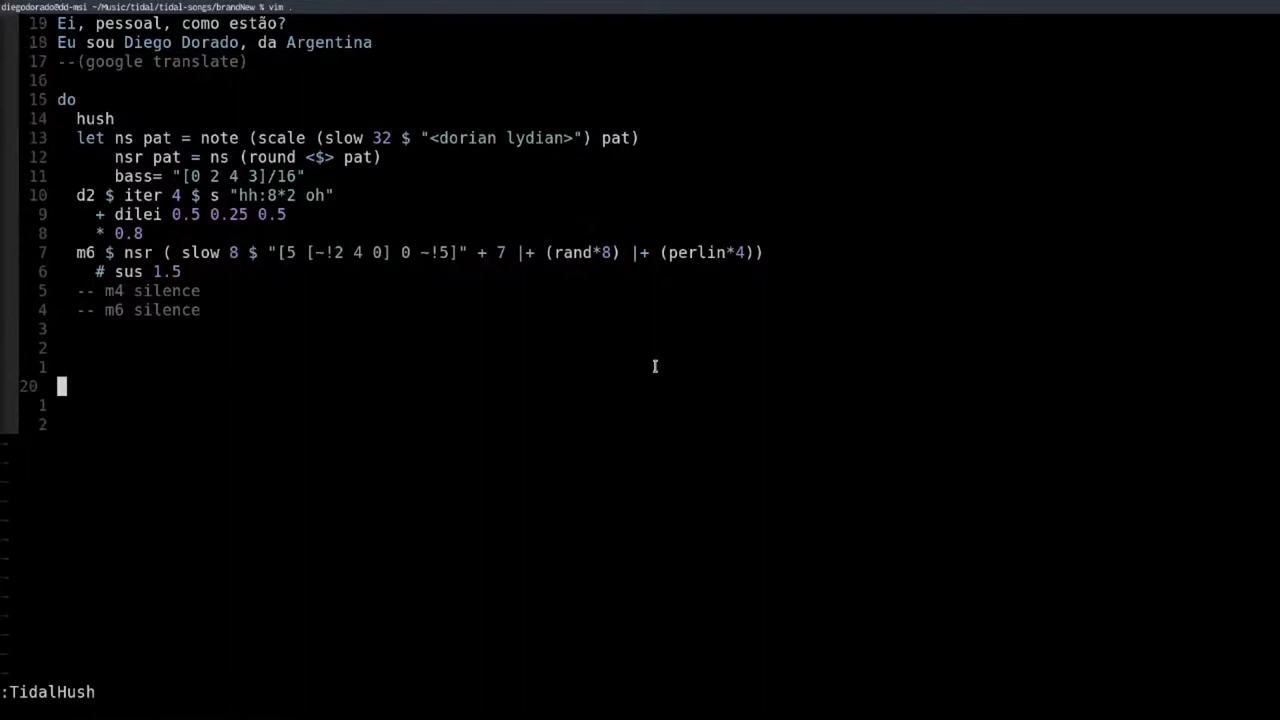 diegodorado@dd-msi ~/Music/tidal/tidal-songs/brandNew % vim .
19 Ei, pessoal, como estão?
18 Eu sou Diego Dorado, da Argentina
17 --(google translate)
16
15 do
14   hush
13   let ns pat = note (scale (slow 32 $ "<dorian lydian>") pat)
12       nsr pat = ns (round <$> pat)
11       bass= "[0 2 4 3]/16"
10   d2 $ iter 4 $ s "hh:8*2 oh"
9     + dilei 0.5 0.25 0.5
8     * 0.8
7   m6 $ nsr ( slow 8 $ "[5 [~!2 4 0] 0 ~!5]" + 7 |+ (rand*8) |+ (perlin*4))
6     # sus 1.5
5   -- m4 silence
4   -- m6 silence
3
2
1
20
1
2
~
~
~
~
~
~
~
~
~
~
~
~
~
:TidalHush